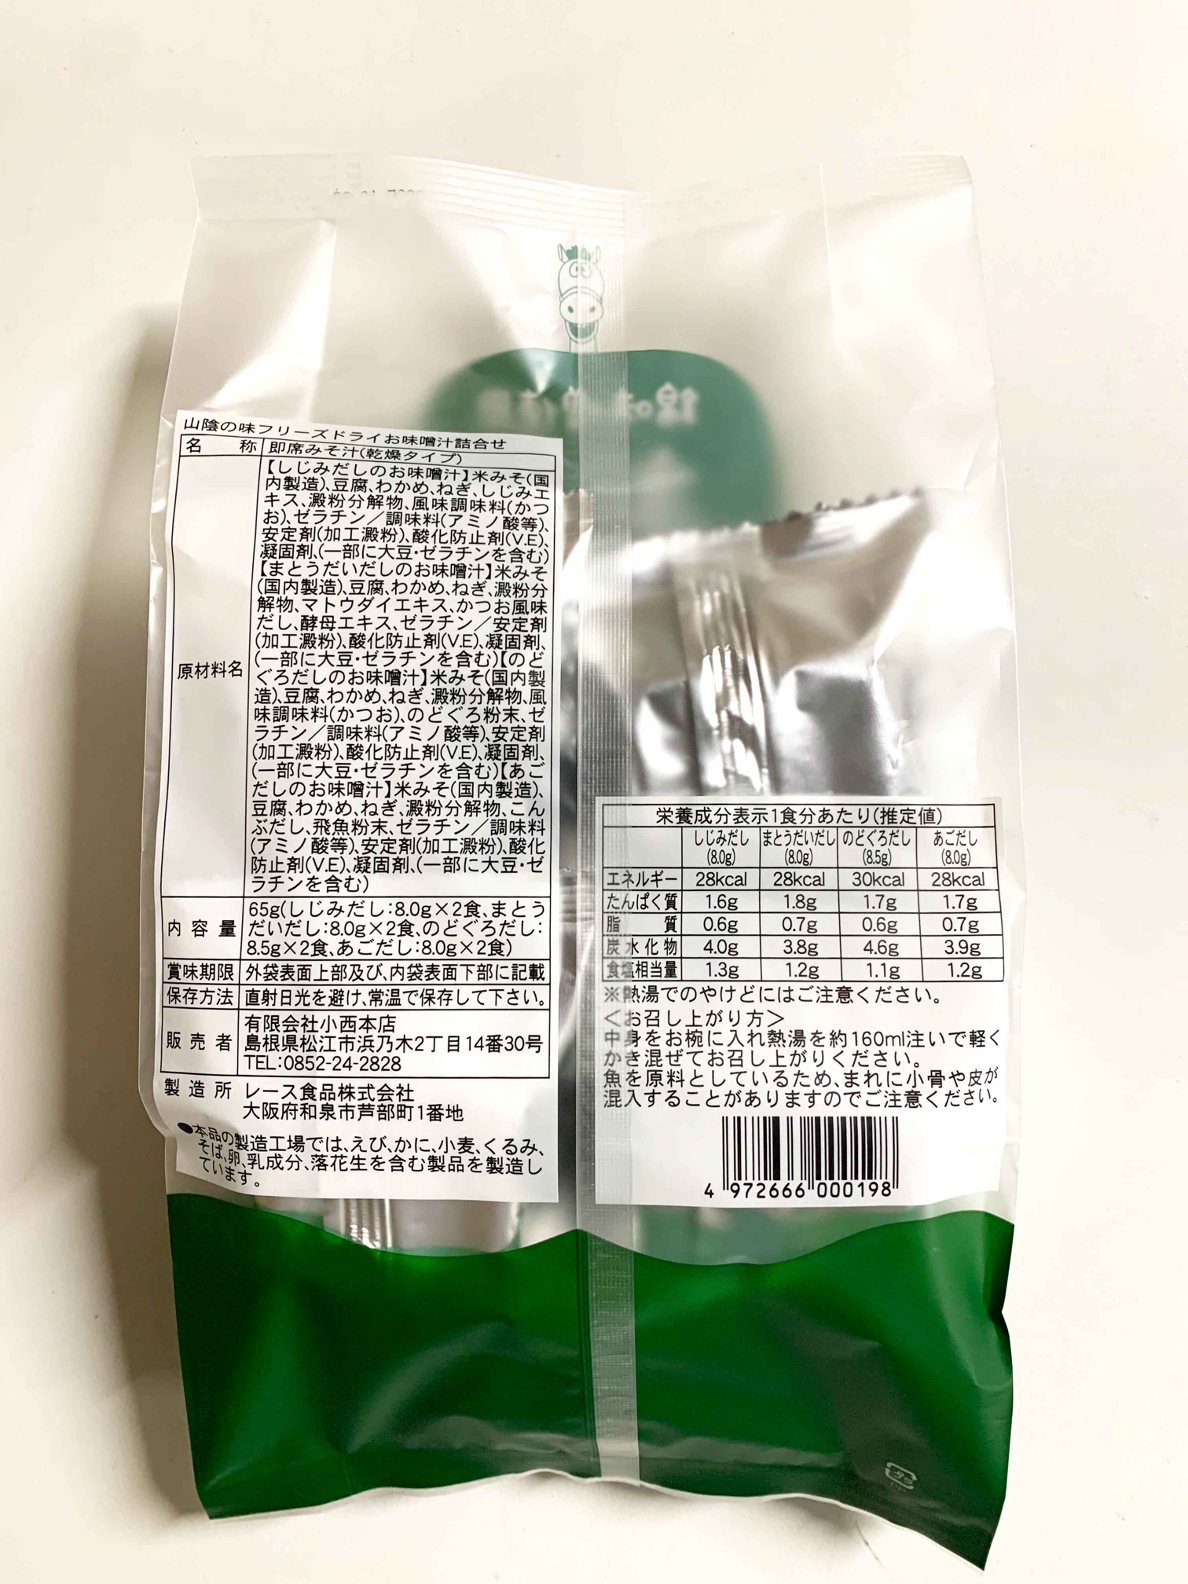 山陰の味フリーズドライお味噌汁詰合せ
名 称 即席みそ汁(乾燥タイプ)
原材料名
【しじみだしのお味噌汁】米みそ(国
内製造)、豆腐、わかめ、ねぎ、しじみエ
キス、澱粉分解物、風味調味料(かつ
お)、ゼラチン／調味料(アミノ酸等)、
安定剤(加工澱粉)、酸化防止剤(V.E)、
凝固剤、(一部に大豆・ゼラチンを含む)
【まとうだいだしのお味噌汁】米みそ
(国内製造)、豆腐、わかめ、ねぎ、澱粉分
解物、マトウダイエキス、かつお風味
だし、酵母エキス、ゼラチン／安定剤
(加工澱粉)、酸化防止剤(V.E)、凝固剤、
(一部に大豆・ゼラチンを含む)【のど
ぐろだしのお味噌汁】米みそ(国内製
造)、豆腐、わかめ、ねぎ、澱粉分解物、風
味調味料(かつお)、のどぐろ粉末、ゼ
ラチン／調味料(アミノ酸等)、安定剤
(加工澱粉)、酸化防止剤(V.E)、凝固剤、
(一部に大豆・ゼラチンを含む)【あご
だしのお味噌汁】米みそ(国内製造)、
豆腐、わかめ、ねぎ、澱粉分解物、こん
ぶだし、飛魚粉末、ゼラチン／調味料
(アミノ酸等)、安定剤(加工澱粉)、酸化
防止剤(V.E)、凝固剤、(一部に大豆・ゼ
ラチンを含む)
内容量
65g(しじみだし:8.0g×2食、まとう
だいだし:8.0g×2食、のどぐろだし:
8.5g×2食、あごだし:8.0g×2食)
賞味期限 外袋表面上部及び、内袋表面下部に記載
保存方法 直射日光を避け、常温で保存して下さい。
販売者
有限会社小西本店
島根県松江市浜乃木2丁目14番30号
TEL:0852-24-2828
製造所 レース食品株式会社
大阪府和泉市芦部町1番地
●本品の製造工場では、えび、かに、小麦、くるみ、
そば、卵、乳成分、落花生を含む製品を製造し
ています。
栄養成分表示1食分あたり(推定値)
しじみだし まとうだいだし のどぐろだし あごだし
(8.0g) (8.0g) (8.5g) (8.0g)
エネルギー 28kcal 28kcal 30kcal 28kcal
たんぱく質 1.6g 1.8g 1.7g 1.7g
脂 質 0.6g 0.7g 0.6g 0.7g
炭水化物 4.0g 3.8g 4.6g 3.9g
食塩相当量 1.3g 1.2g 1.1g 1.2g
※熱湯でのやけどにはご注意ください。
＜お召し上がり方＞
中身をお椀に入れ熱湯を約160ml注いで軽く
かき混ぜてお召し上がりください。
魚を原料としているため、まれに小骨や皮が
混入することがありますのでご注意ください。
4 972666 000198
プラ